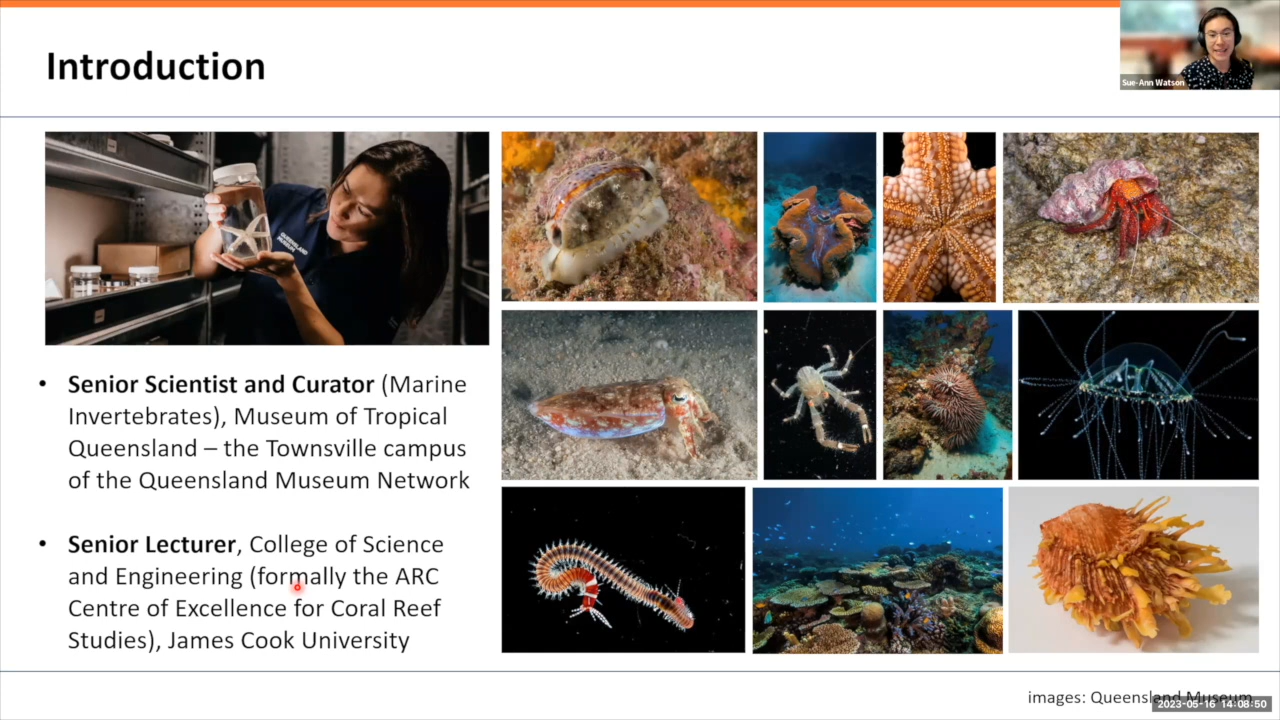 Introduction
Sue-Ann Watson
QUEENSLAND
MUSEUM
• Senior Scientist and Curator (Marine
Invertebrates), Museum of Tropical
Queensland – the Townsville campus
of the Queensland Museum Network
• Senior Lecturer, College of Science
and Engineering (formally the ARC
Centre of Excellence for Coral Reef
Studies), James Cook University
images: Queensland Museum
2023-05-16 14:08:50